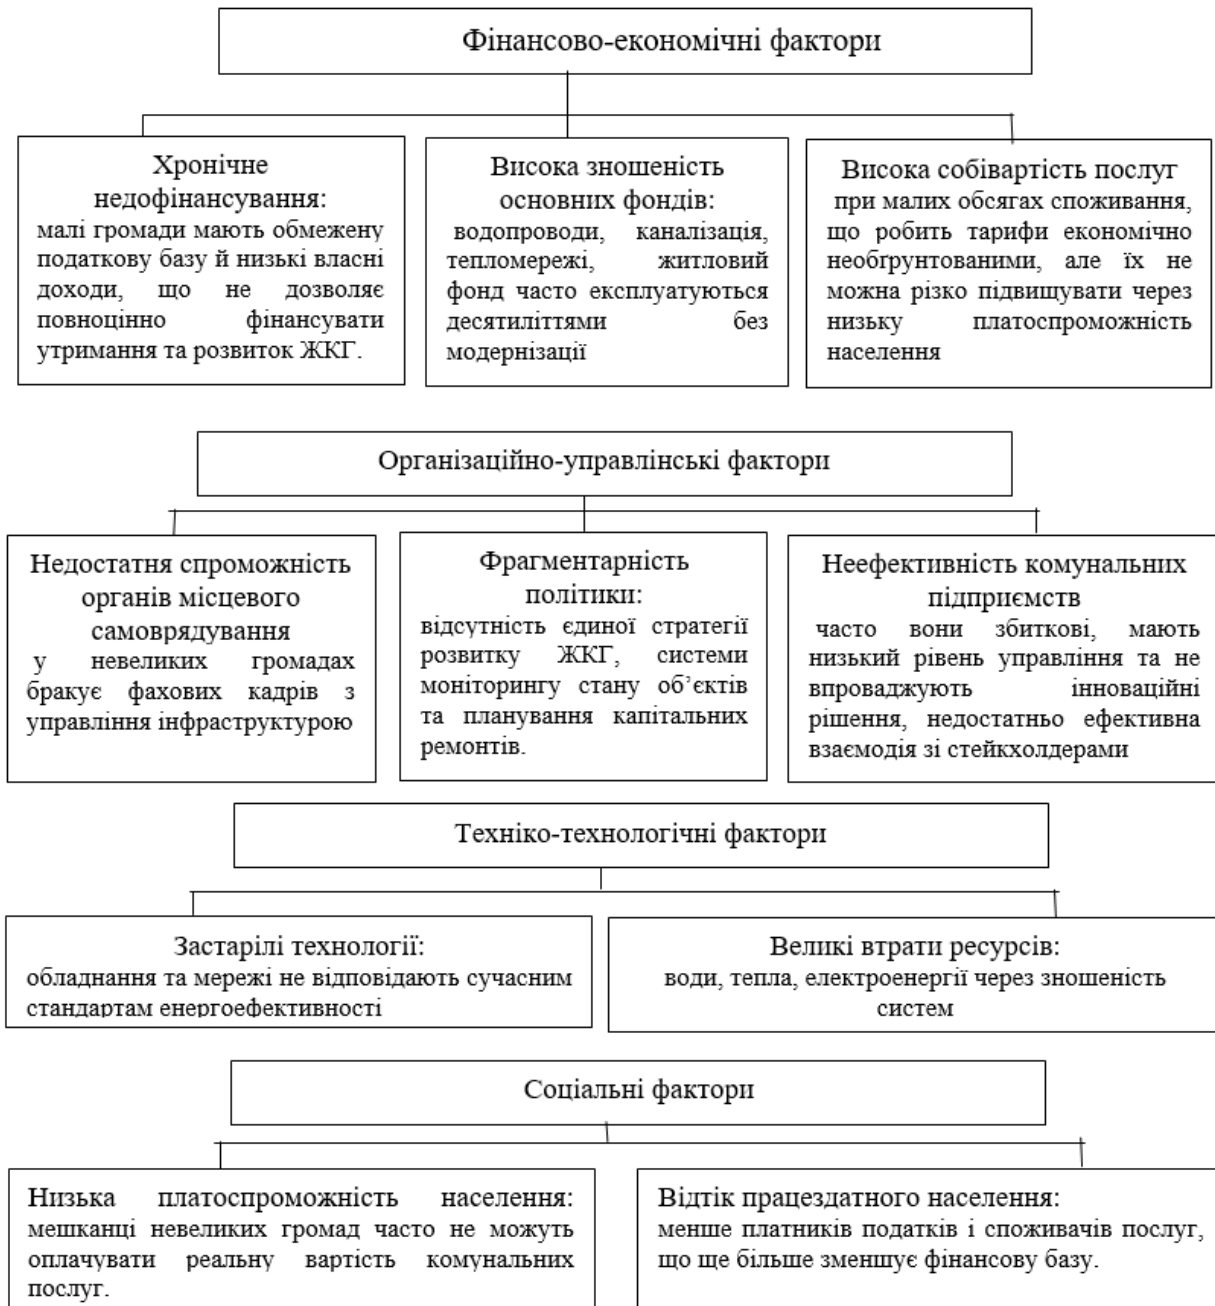 Фінансово-економічні фактори
Хронічне
недофінансування:
малі громади мають обмежену
податкову базу й низькі власні
доходи, що не дозволяє
повноцінно фінансувати
утримання та розвиток ЖКГ.
Висока зношеність
основних фондів:
водопроводи, каналізація,
тепломережі, житловий
фонд часто експлуатуються
десятиліттями без
модернізації
Висока собівартість послуг
при малих обсягах споживання,
що робить тарифи економічно
необґрунтованими, але їх не
можна різко підвищувати через
низьку платоспроможність
населення
Організаційно-управлінські фактори
Недостатня спроможність
органів місцевого
самоврядування
у невеликих громадах
бракує фахових кадрів з
управління інфраструктурою
Фрагментарність
політики:
відсутність єдиної стратегії
розвитку ЖКГ, системи
моніторингу стану об’єктів
та планування капітальних
ремонтів.
Неефективність комунальних
підприємств
часто вони збиткові, мають
низький рівень управління та не
впроваджують інноваційні
рішення, недостатньо ефективна
взаємодія зі стейкхолдерами
Техніко-технологічні фактори
Застарілі технології:
обладнання та мережі не відповідають сучасним
стандартам енергоефективності
Великі втрати ресурсів:
води, тепла, електроенергії через зношеність
систем
Соціальні фактори
Низька платоспроможність населення:
мешканці невеликих громад часто не можуть
оплачувати реальну вартість комунальних
послуг.
Відтік працездатного населення:
менше платників податків і споживачів послуг,
що ще більше зменшує фінансову базу.